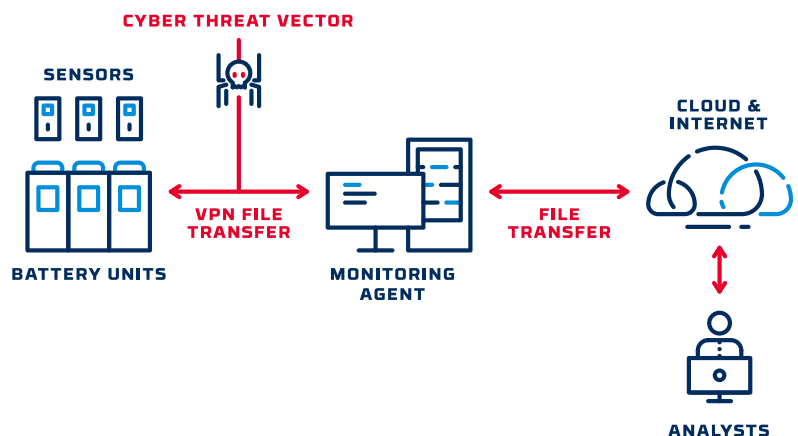 CYBER THREAT VECTOR
SENSORS
CLOUD &
INTERNET
VPN FILE
TRANSFER
FILE
TRANSFER
BATTERY UNITS
MONITORING
AGENT
ANALYSTS